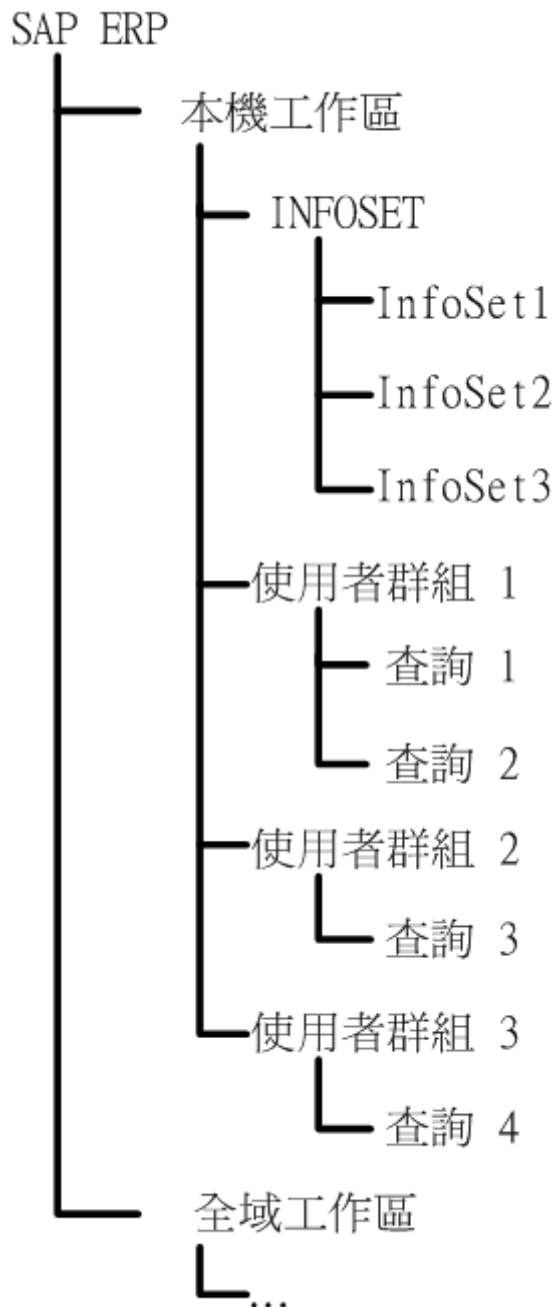 SAP ERP
本機工作區
INFOSET
InfoSet1
InfoSet2
InfoSet3
使用者群組 1
查詢 1
查詢 2
使用者群組 2
查詢 3
使用者群組 3
查詢 4
全域工作區
...